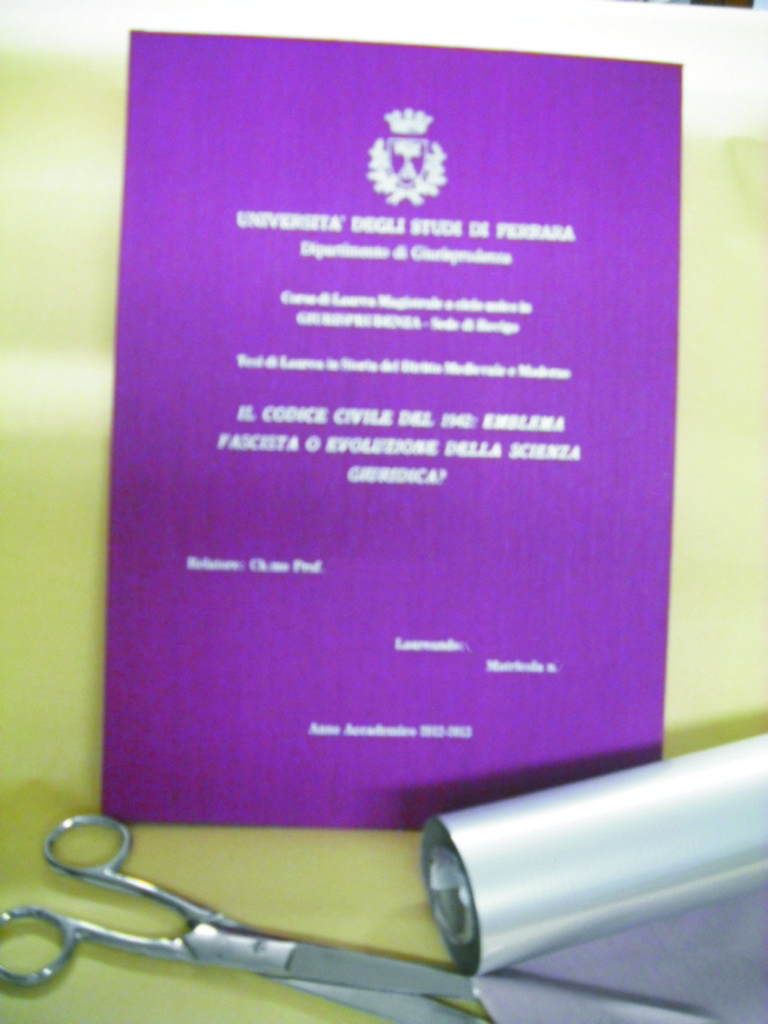 UNIVERSITA' DEGLI STUDI DI FERRARA
Dipartimento di Giurisprudenza
Corso di Laurea Magistrale a ciclo unico in
GIURISPRUDENZA - Sede di Rovigo
Tesi di Laurea in Storia del Diritto Medievale e Moderno
IL CODICE CIVILE DEL 1942: EMBLEMA
FASCISTA O EVOLUZIONE DELLA SCIENZA
GIURIDICA?
Relatore: Ch.mo Prof.
Laureando:
Matricola n.
Anno Accademico 2012-2013